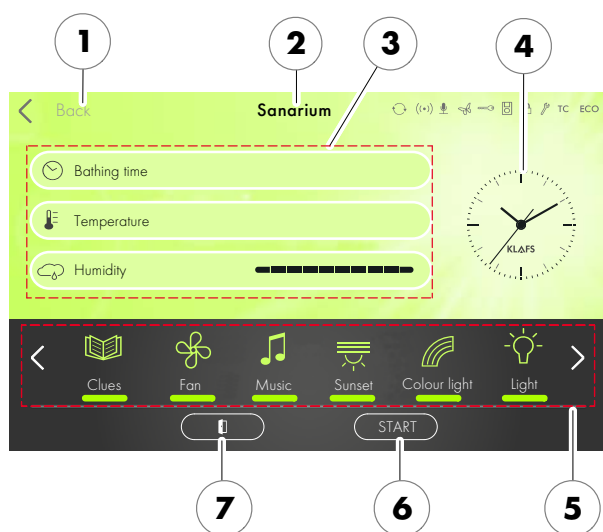 1 2 3 4
Back Sanarium TC ECO
Bathing time
Temperature
Humidity
KLAFS
Clues Fan Music Sunset Colour light Light
START
7 6 5